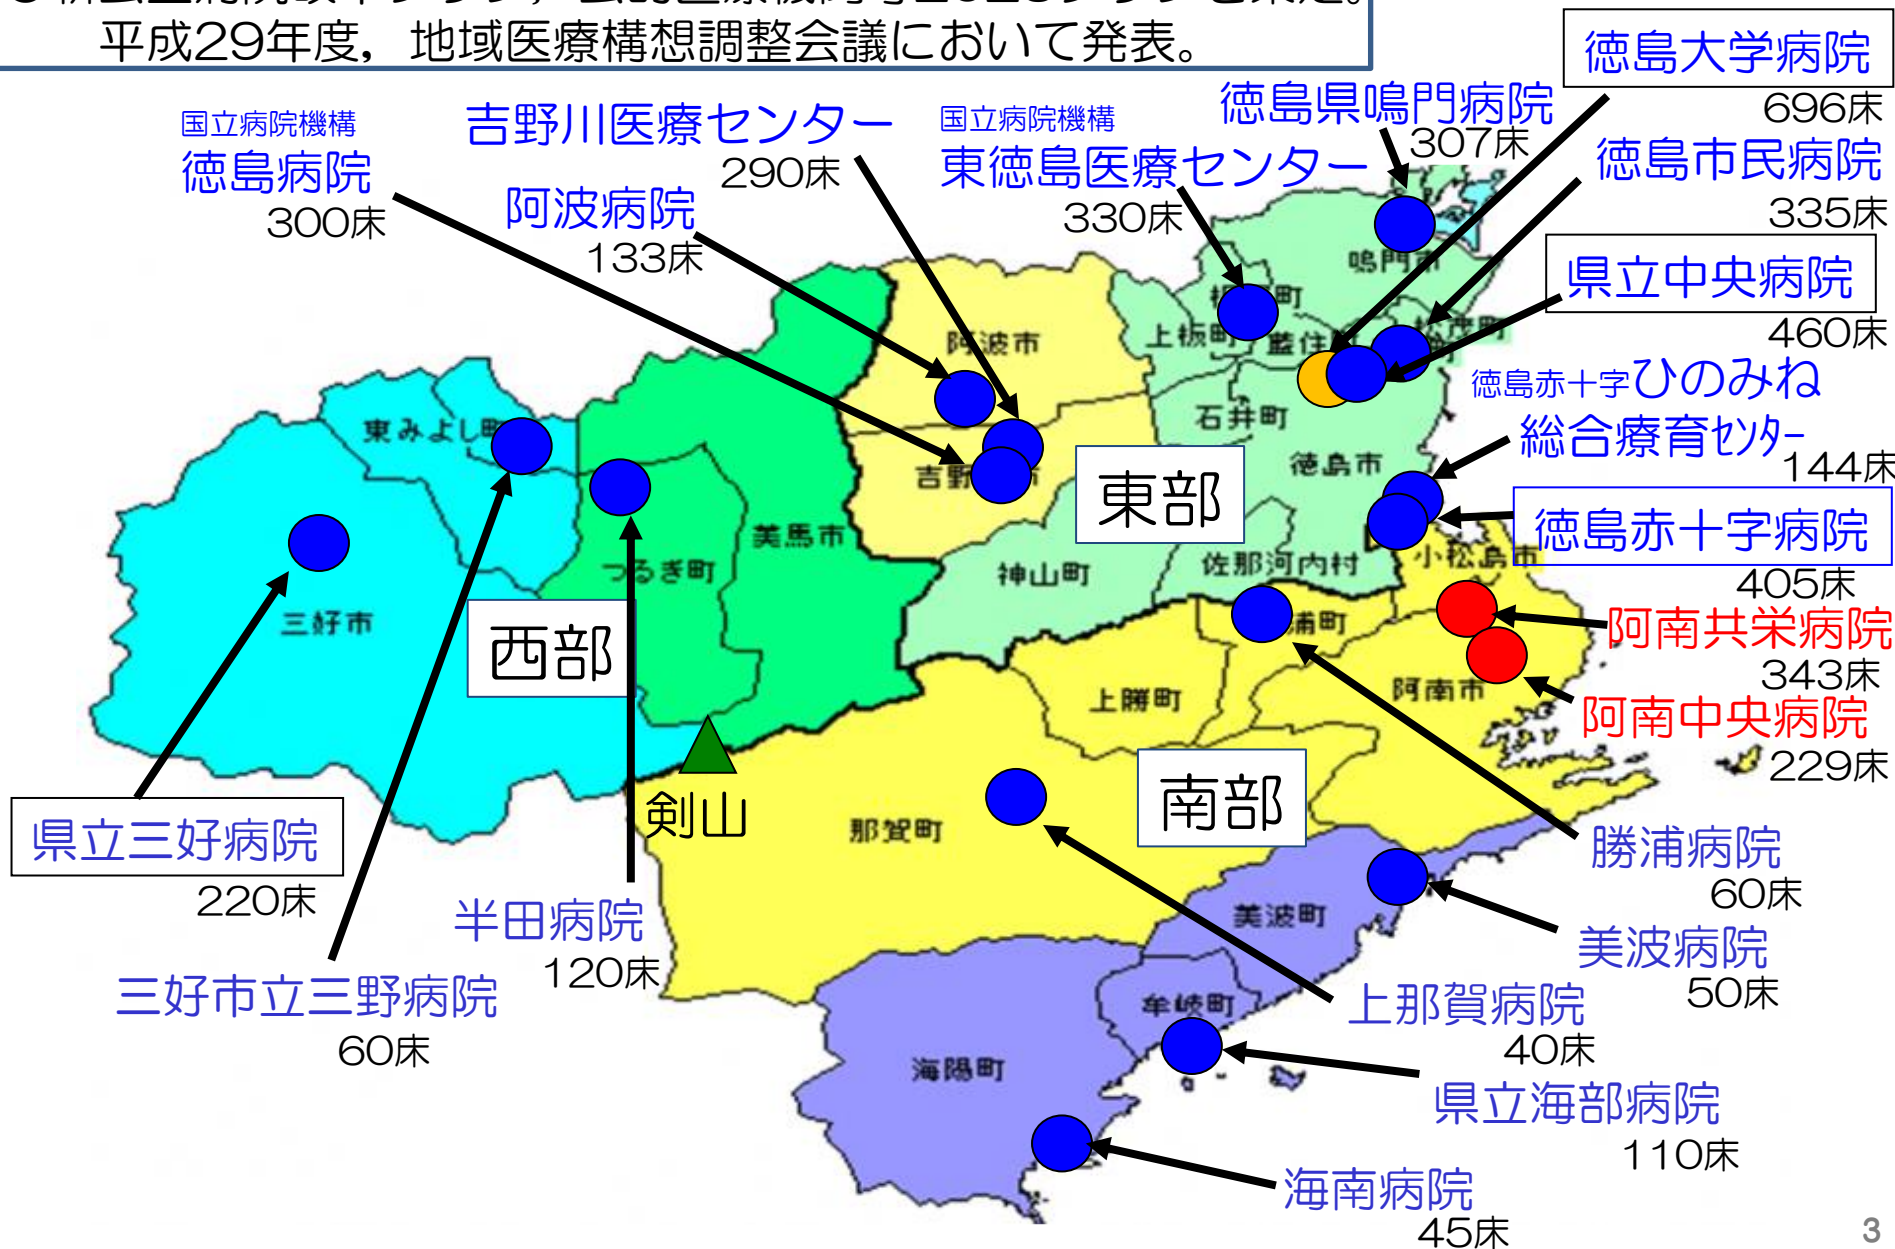 平成29年度，地域医療構想調整会議において発表。
徳島大学病院
696床
国立病院機構
徳島病院
300床
吉野川医療センター
290床
阿波病院
133床
国立病院機構
東徳島医療センター
330床
徳島県鳴門病院
307床
徳島市民病院
335床
県立中央病院
460床
徳島赤十字ひのみね
総合療育センター
144床
徳島赤十字病院
405床
阿南共栄病院
343床
阿南中央病院
229床
勝浦病院
60床
美波病院
50床
上那賀病院
40床
県立海部病院
110床
海南病院
45床
県立三好病院
220床
三好市立三野病院
60床
半田病院
120床
剣山
西部
東部
南部
鳴門市
上板町
阿波市
石井町
徳島市
東みよし町
美馬市
つるぎ町
三好市
神山町
佐那河内村
小松島市
浦町
上勝町
阿南市
那賀町
美波町
牟岐町
海陽町
3